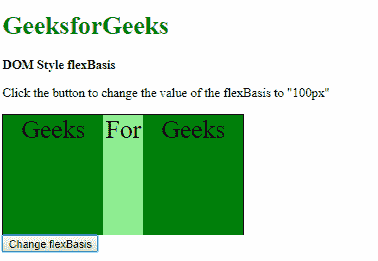 GeeksforGeeks
DOM Style flexBasis
Click the button to change the value of the flexBasis to "100px"
Geeks For Geeks
Change flexBasis